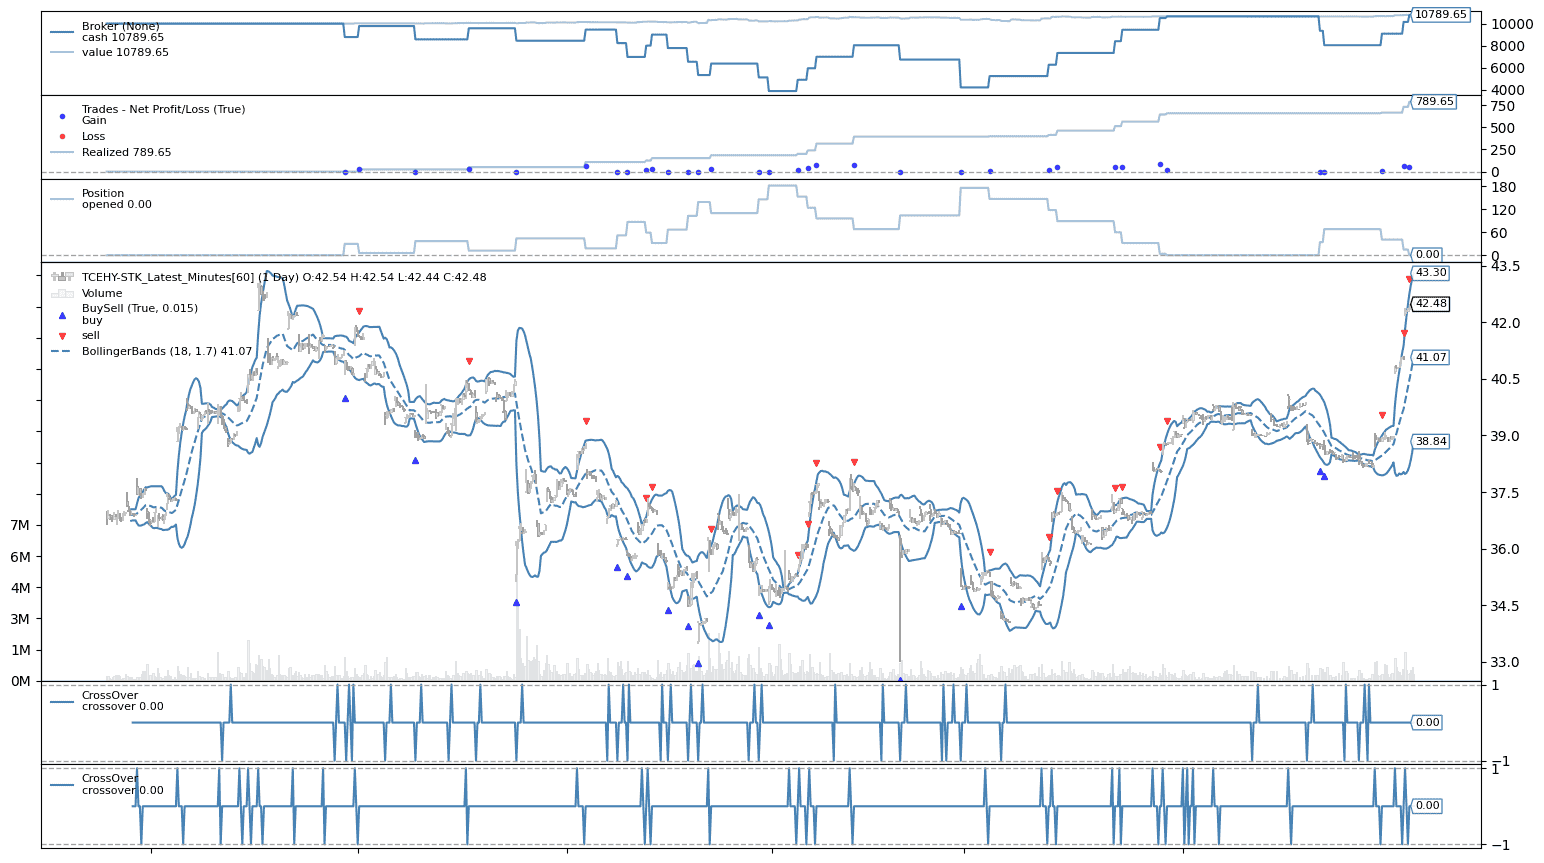 Broker (None)
cash 10789.65
value 10789.65
10789.65
10000
8000
6000
4000
Trades - Net Profit/Loss (True)
Gain
Loss
Realized 789.65
789.65
750
500
250
0
Position
opened 0.00
180
120
60
0
0.00
TCEHY-STK_Latest_Minutes[60] (1 Day) O:42.54 H:42.54 L:42.44 C:42.48
Volume
BuySell (True, 0.015)
buy
sell
BollingerBands (18, 1.7) 41.07
43.5
43.30
42.48
42.0
41.07
40.5
39.0
38.84
37.5
36.0
34.5
33.0
7M
6M
4M
3M
1M
0M
CrossOver
crossover 0.00
1
0.00
−1
CrossOver
crossover 0.00
1
0.00
−1